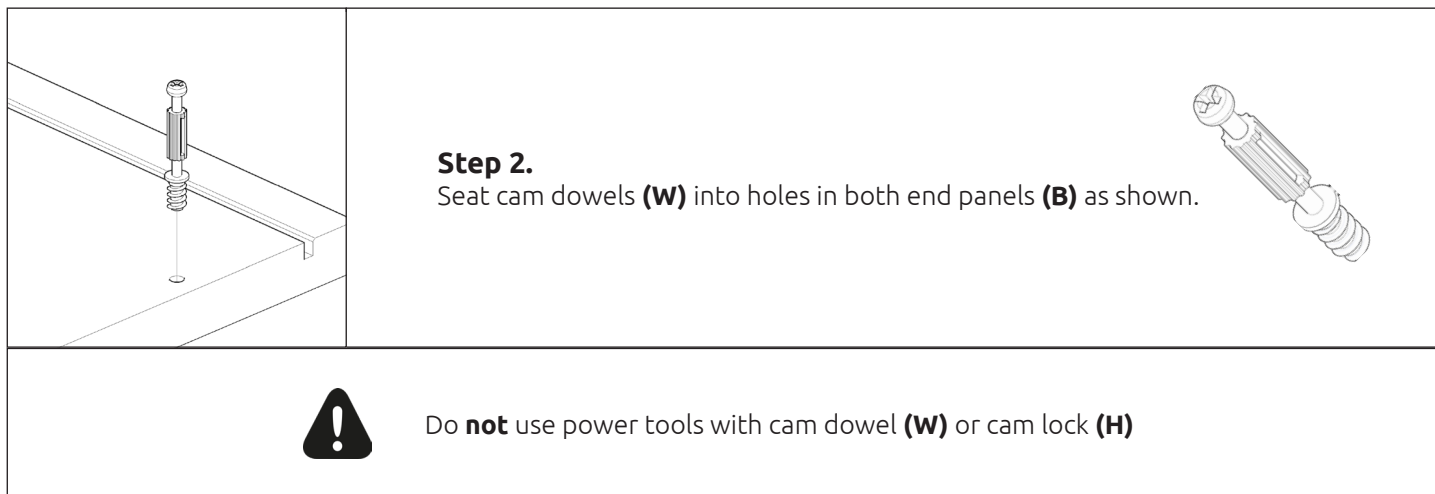 Step 2.
Seat cam dowels (W) into holes in both end panels (B) as shown.
Do not use power tools with cam dowel (W) or cam lock (H)